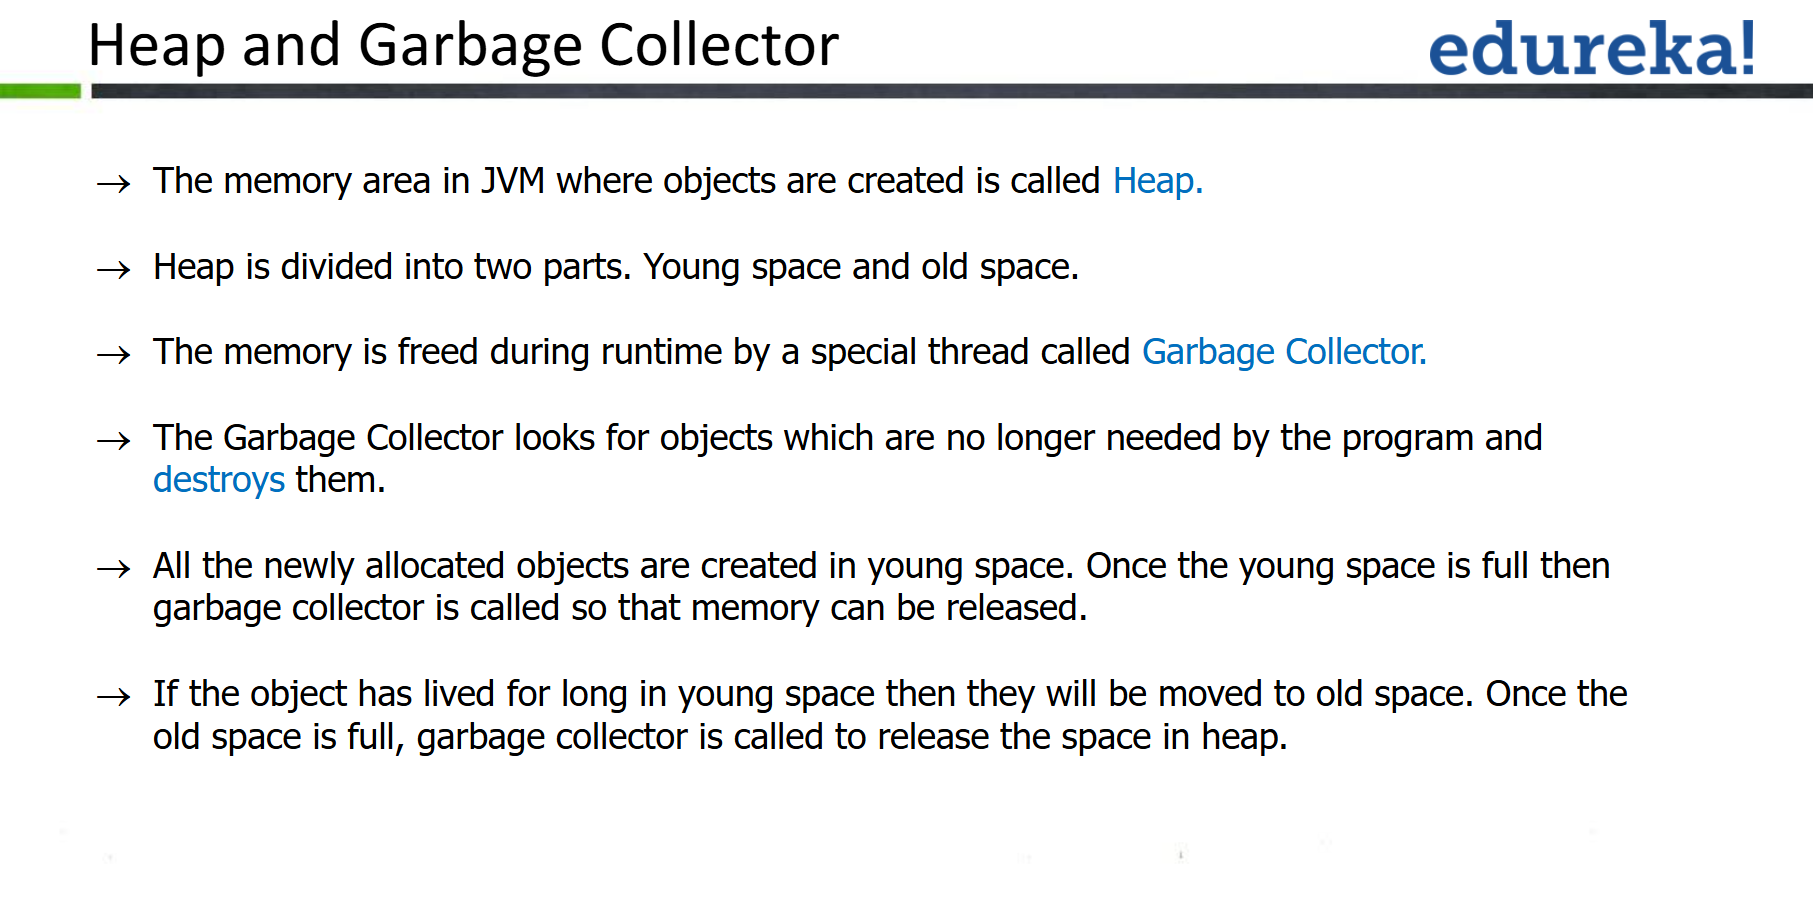 Heap and Garbage Collector
edureka!
→ The memory area in JVM where objects are created is called Heap.
→ Heap is divided into two parts. Young space and old space.
→ The memory is freed during runtime by a special thread called Garbage Collector.
→ The Garbage Collector looks for objects which are no longer needed by the program and
destroys them.
→ All the newly allocated objects are created in young space. Once the young space is full then
garbage collector is called so that memory can be released.
→ If the object has lived for long in young space then they will be moved to old space. Once the
old space is full, garbage collector is called to release the space in heap.